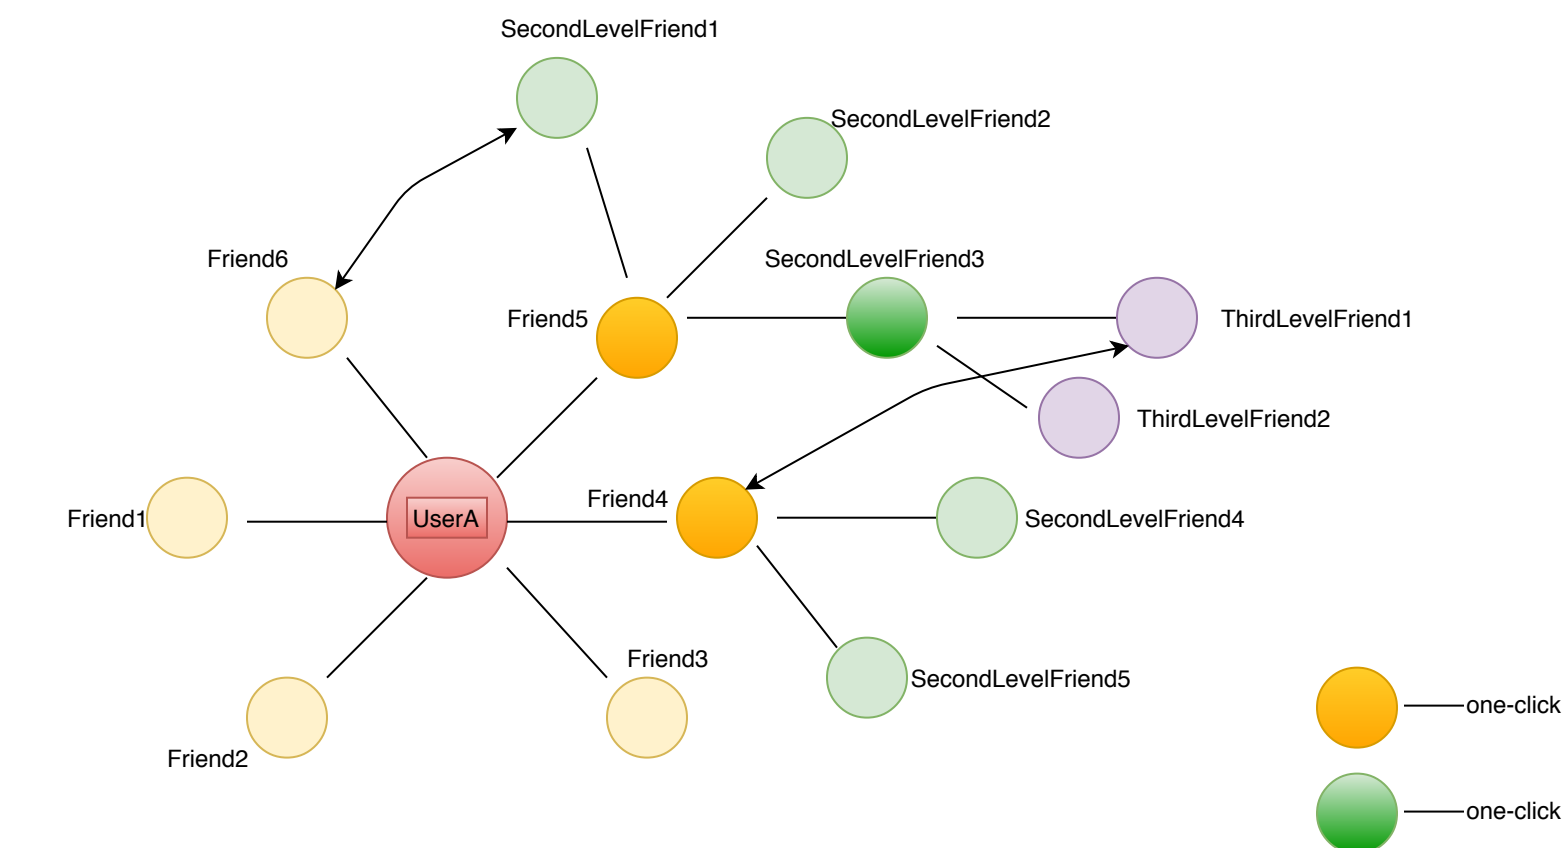 SecondLevelFriend1
SecondLevelFriend2
Friend6
SecondLevelFriend3
Friend5
ThirdLevelFriend1
ThirdLevelFriend2
Friend4
Friend1
UserA
SecondLevelFriend4
Friend3
SecondLevelFriend5
one-click
Friend2
one-click